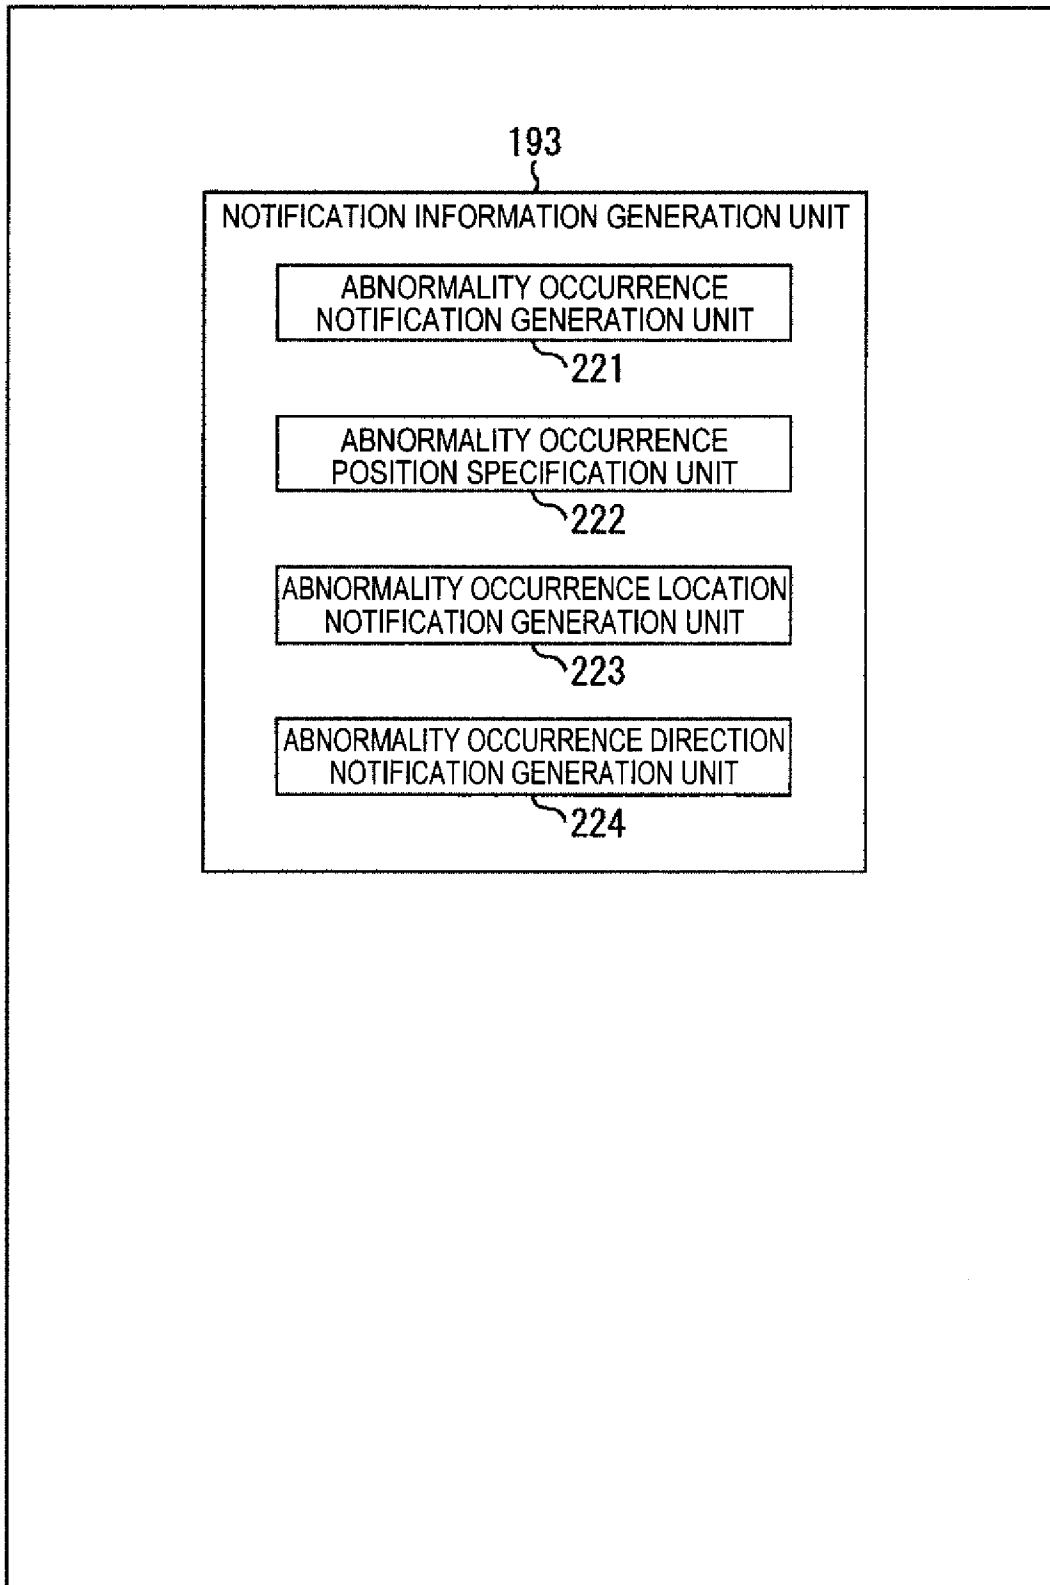 193
NOTIFICATION INFORMATION GENERATION UNIT
ABNORMALITY OCCURRENCE
NOTIFICATION GENERATION UNIT
221
ABNORMALITY OCCURRENCE
POSITION SPECIFICATION UNIT
222
ABNORMALITY OCCURRENCE LOCATION
NOTIFICATION GENERATION UNIT
223
ABNORMALITY OCCURRENCE DIRECTION
NOTIFICATION GENERATION UNIT
224